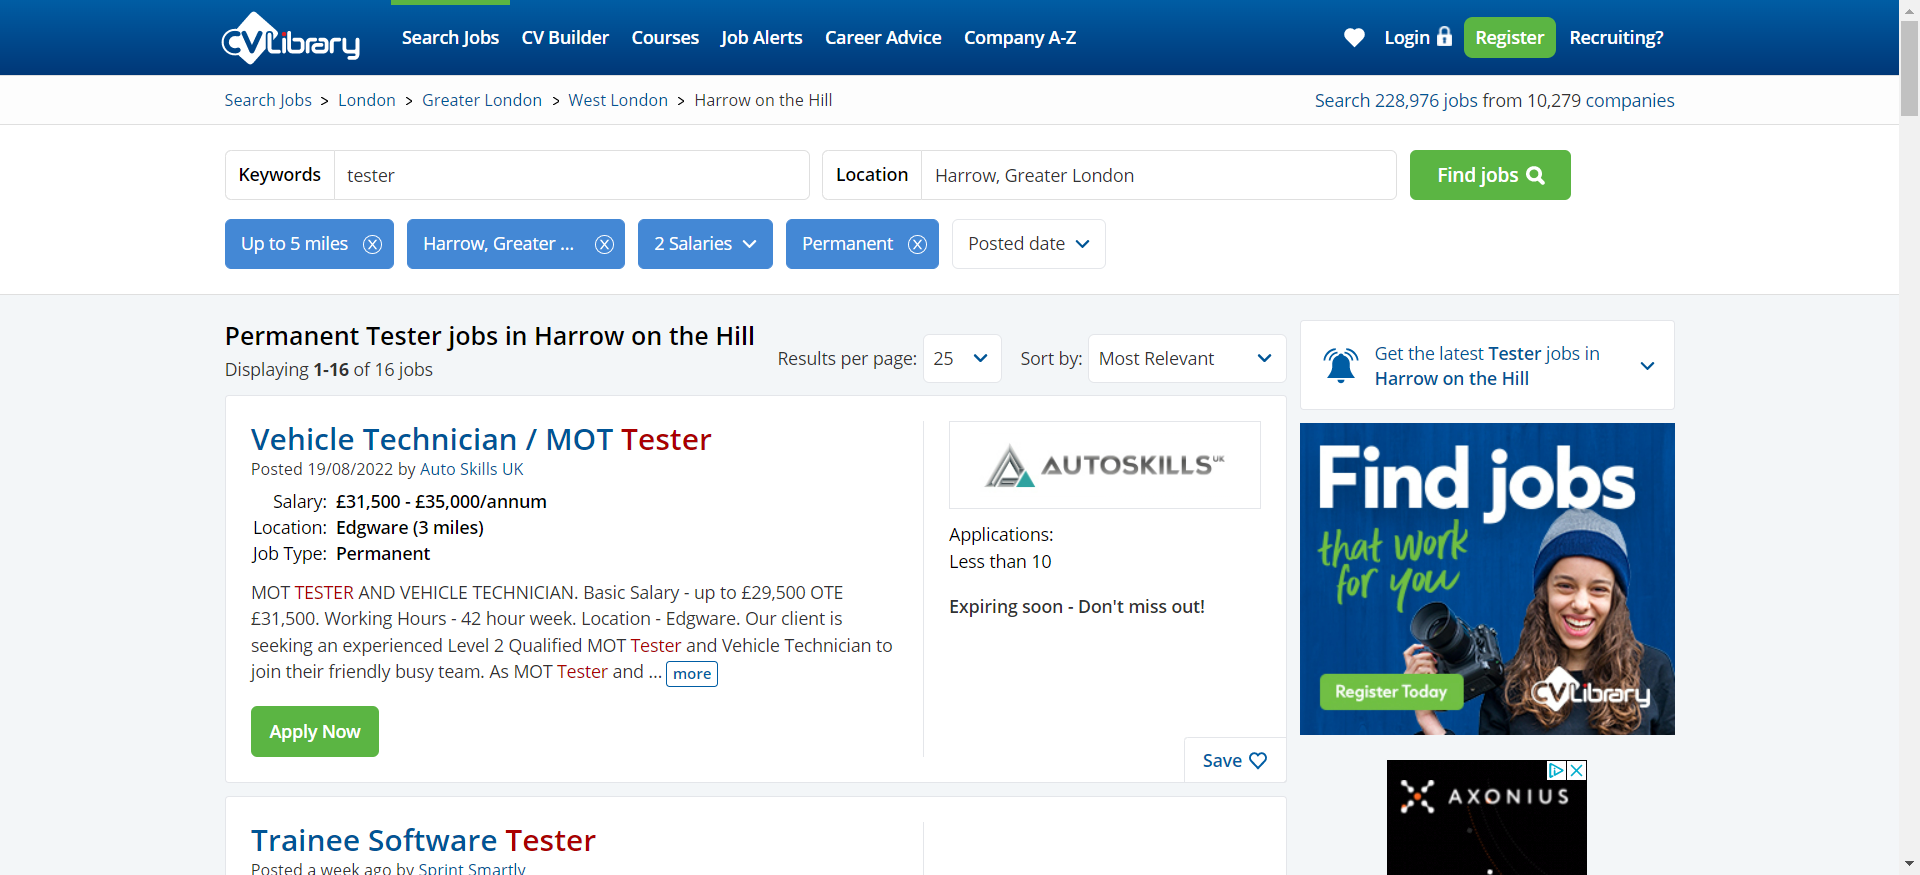 CVLibrary
Search Jobs
CV Builder
Courses
Job Alerts
Career Advice
Company A-Z
Login
Register
Recruiting?
Search Jobs > London > Greater London > West London > Harrow on the Hill
Search 228,976 jobs from 10,279 companies
Keywords
tester
Location
Harrow, Greater London
Find jobs
Up to 5 miles
Harrow, Greater ...
2 Salaries
Permanent
Posted date
Permanent Tester jobs in Harrow on the Hill
Displaying 1-16 of 16 jobs
Results per page:
25
Sort by:
Most Relevant
Vehicle Technician / MOT Tester
Posted 19/08/2022 by Auto Skills UK
Salary: £31,500 - £35,000/annum
Location: Edgware (3 miles)
Job Type: Permanent
MOT TESTER AND VEHICLE TECHNICIAN. Basic Salary - up to £29,500 OTE
£31,500. Working Hours - 42 hour week. Location - Edgware. Our client is
seeking an experienced Level 2 Qualified MOT Tester and Vehicle Technician to
join their friendly busy team. As MOT Tester and ... more
Apply Now
AUTOSKILLS UK
Applications:
Less than 10
Expiring soon - Don't miss out!
Save
Trainee Software Tester
Posted a week ago by Sprint Smartly
Get the latest Tester jobs in
Harrow on the Hill
Find jobs
that work
for you
Register Today
CVLibrary
AXONIUS